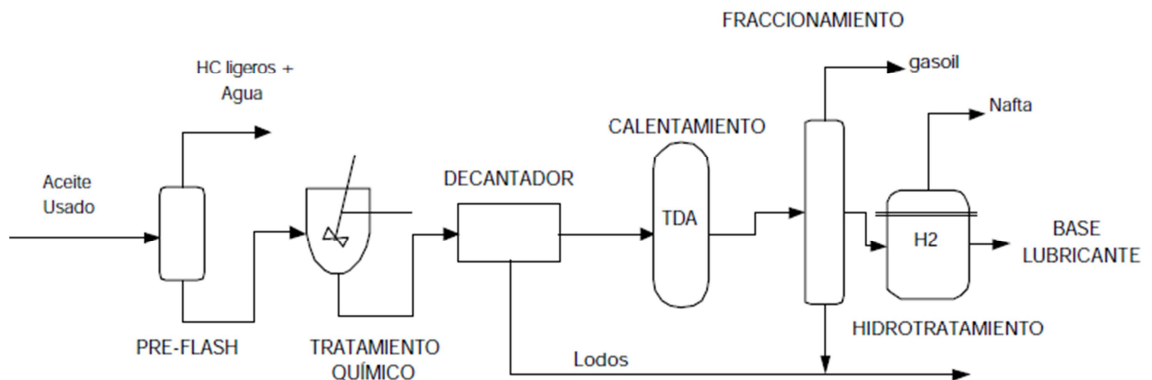 FRACCIONAMIENTO
HC ligeros +
Agua
gasoil
Nafta
CALENTAMIENTO
Aceite
Usado
DECANTADOR
TDA
H2
BASE
LUBRICANTE
PRE-FLASH
TRATAMIENTO
QUÍMICO
Lodos
HIDROTRATAMIENTO